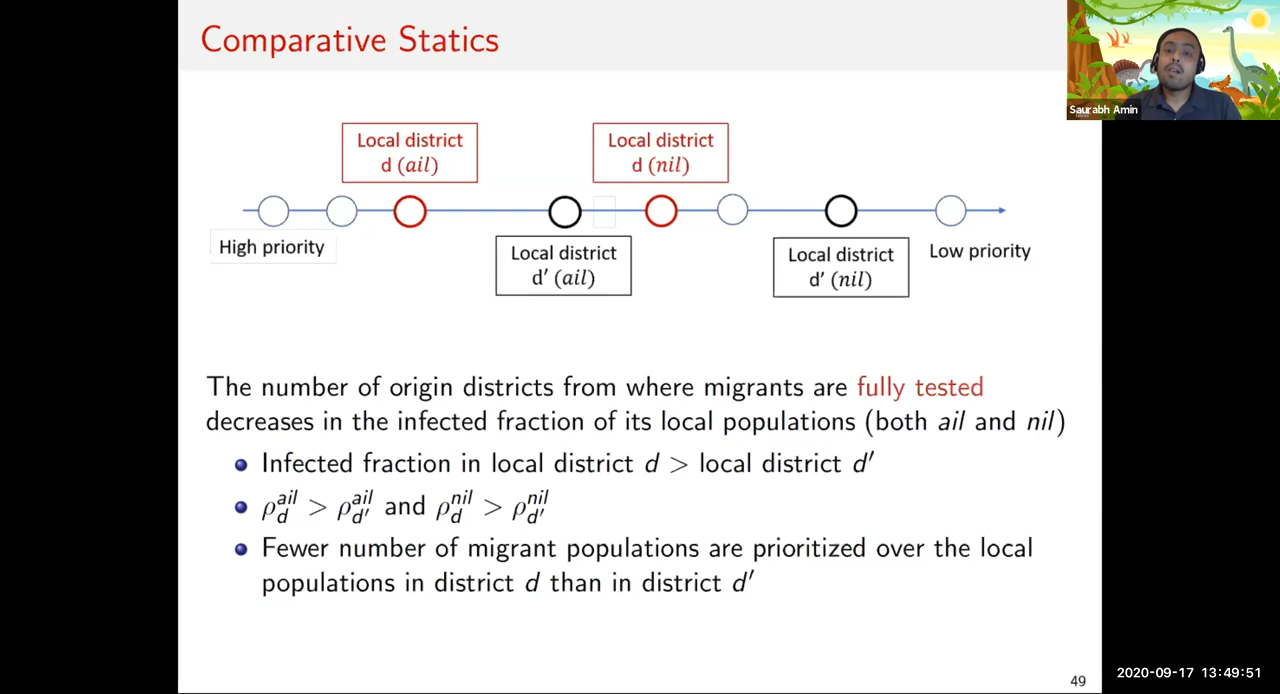 Comparative Statics
Saurabh Amin
Local district
d (ail)
Local district
d (nil)
High priority
Local district
d′ (ail)
Local district
d′ (nil)
Low priority
The number of origin districts from where migrants are fully tested
decreases in the infected fraction of its local populations (both ail and nil)
Infected fraction in local district d > local district d′
ρ_d^ail > ρ_d′^ail and ρ_d^nil > ρ_d′^nil
Fewer number of migrant populations are prioritized over the local
populations in district d than in district d′
49
2020-09-17 13:49:51